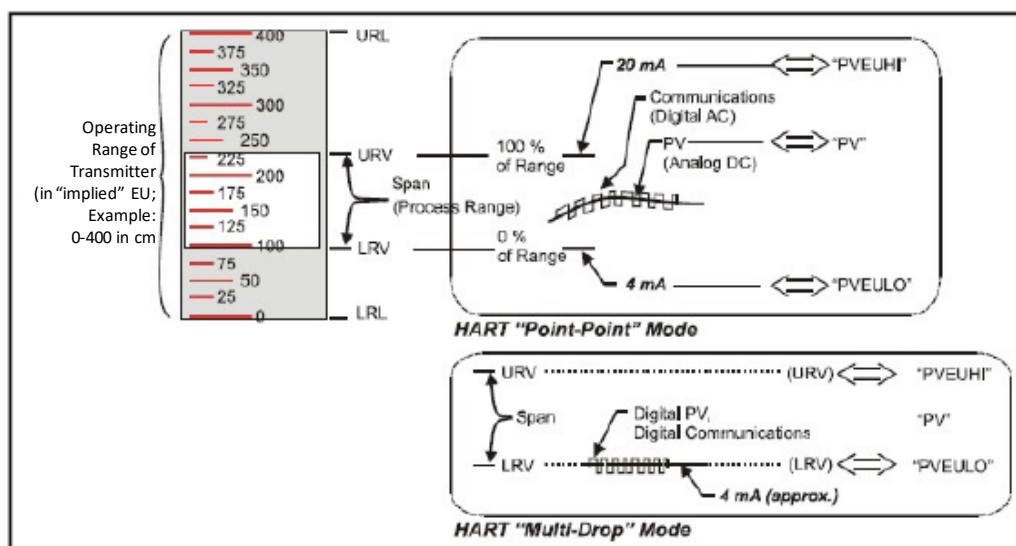 Operating
Range of
Transmitter
(in “implied” EU;
Example:
0-400 in cm
400
375
350
325
300
275
250
225
200
175
150
125
100
75
50
25
0
URL
URV
Span
(Process Range)
LRV
LRL
100 %
of Range
0 %
of Range
20 mA
Communications
(Digital AC)
PV
(Analog DC)
4 mA
“PVEUHI”
“PV”
“PVEULO”
HART “Point-Point” Mode
URV
(URV)
“PVEUHI”
Span
Digital PV,
Digital Communications
“PV”
LRV
(LRV)
“PVEULO”
4 mA (approx.)
HART “Multi-Drop” Mode